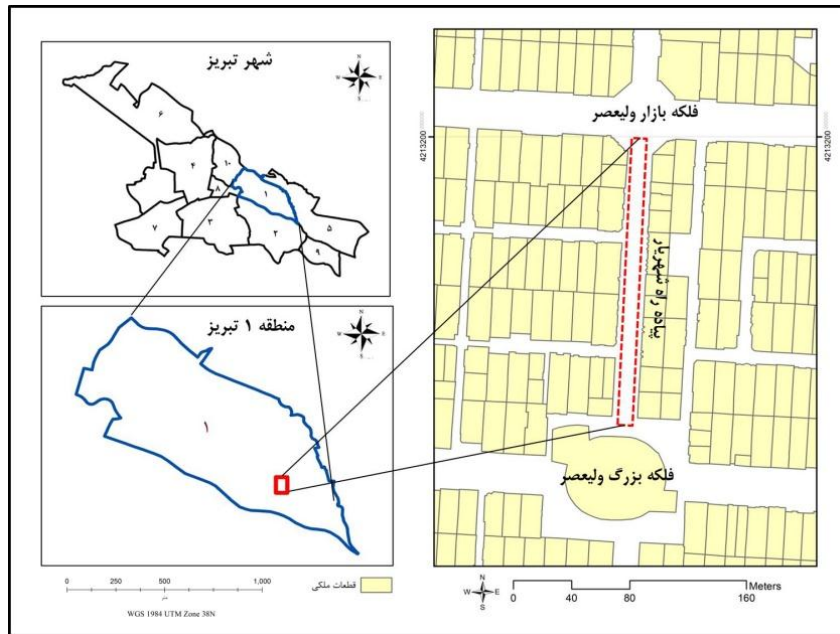 شهر تبریز
N
W E
S
۶
۴
۱۰
۸
۱
۷
۳
۲
۵
۹
منطقه ۱ تبریز
N
W E
S
۱
0 250 500 1,000
WGS 1984 UTM Zone 38N
قطعات ملکی
فلکه بازار ولیعصر
4213200
4213200
پیاده راه شهریار
فلکه بزرگ ولیعصر
N
W E
S
Meters
0 40 80 160